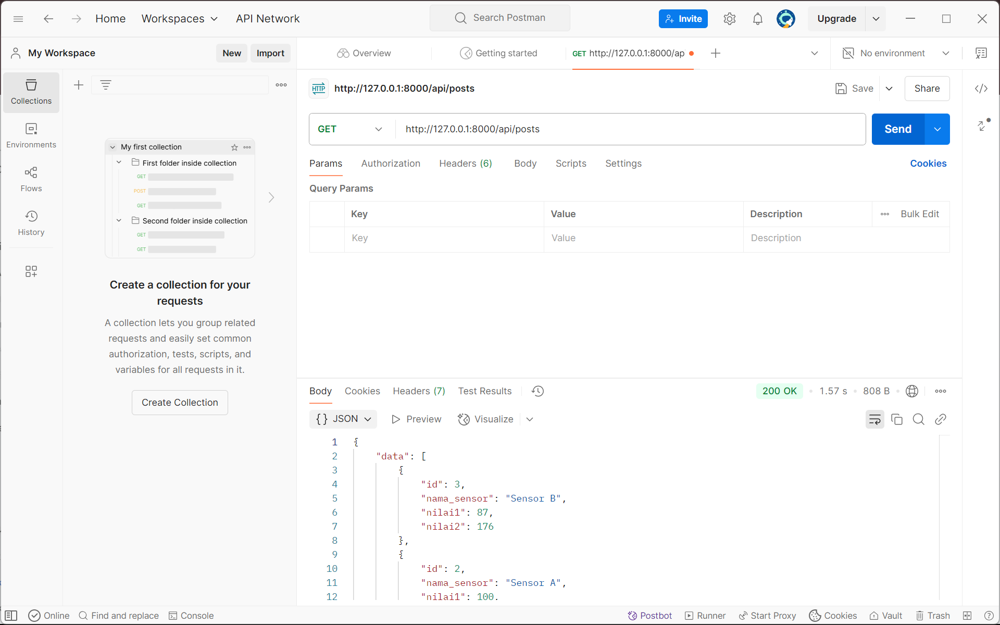 Home Workspaces API Network Search Postman Invite Upgrade
My Workspace New Import Overview Getting started GET http://127.0.0.1:8000/ap No environment
Collections
Environments
Flows
History
My first collection
First folder inside collection
GET
POST
GET
Second folder inside collection
GET
GET
Create a collection for your
requests
A collection lets you group related
requests and easily set common
authorization, tests, scripts, and
variables for all requests in it.
Create Collection
HTTP http://127.0.0.1:8000/api/posts Save Share
GET http://127.0.0.1:8000/api/posts Send
Params Authorization Headers (6) Body Scripts Settings Cookies
Query Params
Key Value Description Bulk Edit
Key Value Description
Body Cookies Headers (7) Test Results 200 OK • 1.57 s • 808 B •
{} JSON Preview Visualize
1 {
2 "data": [
3 {
4 "id": 3,
5 "nama_sensor": "Sensor B",
6 "nilai1": 87,
7 "nilai2": 176
8 },
9 {
10 "id": 2,
11 "nama_sensor": "Sensor A",
12 "nilai1": 100,
Online Find and replace Console Postbot Runner Start Proxy Cookies Vault Trash